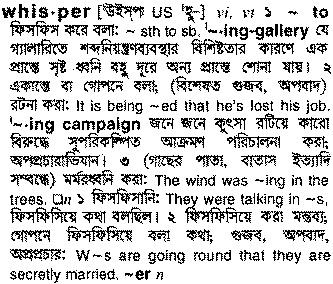 whis·per [˜উইস্‌পা US ˜হু~] vi, vt ১ ~ to
ফিসফিস করে বলা: ~ sth to sb. ˜~·ing-gallery যে
গ্যালারিতে শব্দনিয়ন্ত্রণব্যবস্থার বিশিষ্টতার কারণে এক
প্রান্তে সৃষ্ট ধ্বনি বহু দূরে অন্য প্রান্তে শোনা যায়। ২
একান্তে বা গোপনে বলা; (বিশেষত গুজব, অপবাদ)
রটনা করা: It is being ~ed that he's lost his job.
˜~·ing campaign জনে জনে কুৎসা রটিয়ে কারো
বিরুদ্ধে সুপরিকল্পিত আক্রমণ পরিচালনা করা;
অপপ্রচারাভিযান। ৩ (গাছের পাতা, বাতাস ইত্যাদি
সম্বন্ধে) মর্মরধ্বনি করা: The wind was ~ing in the
trees. □n ১ ফিসফিসানি: They were talking in ~s,
ফিসফিসিয়ে কথা বলছিল। ২ ফিসফিসিয়ে করা মন্তব্য;
গোপনে ফিসফিসিয়ে বলা কথা; গুজব, অপবাদ,
অপপ্রচার: W~s are going round that they are
secretly married. ~er n